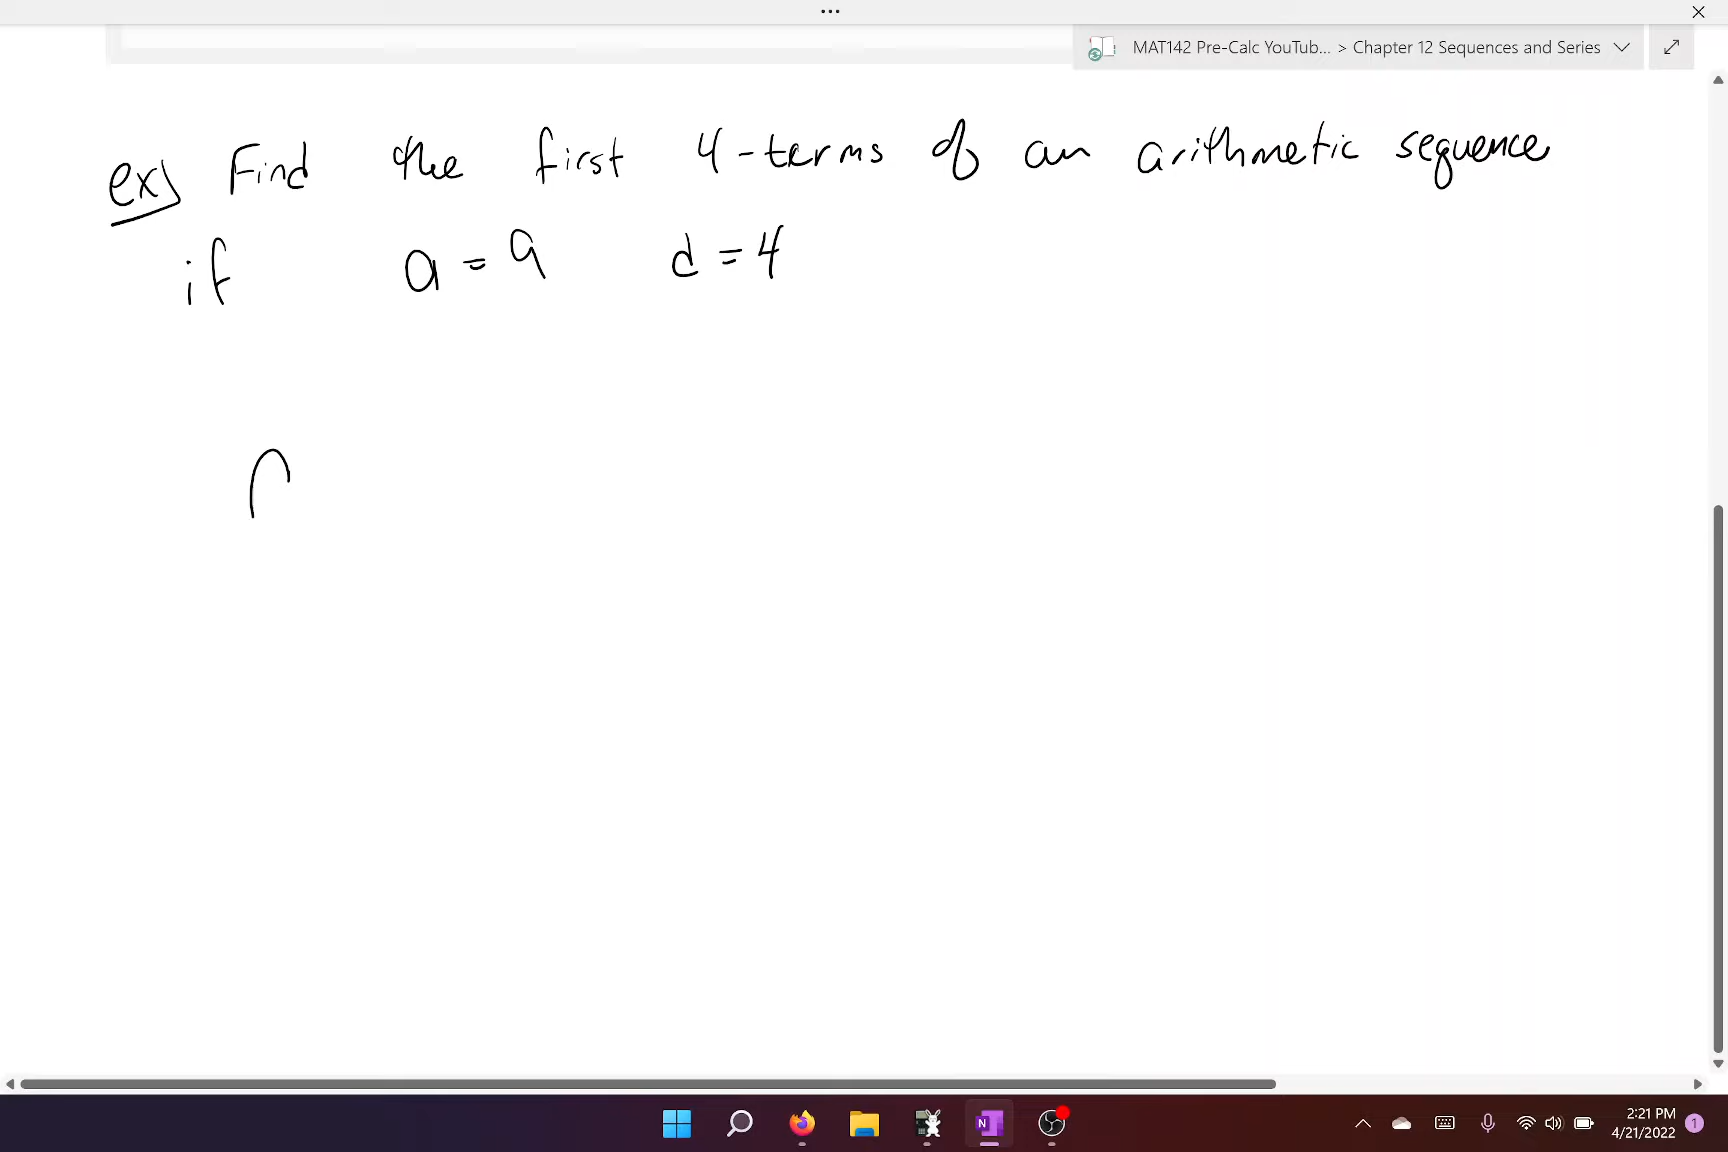 ...
MAT142 Pre-Calc YouTub... > Chapter 12 Sequences and Series
ex) Find the first 4-terms of an arithmetic sequence
if a = 9 d = 4
2:21 PM
4/21/2022
1